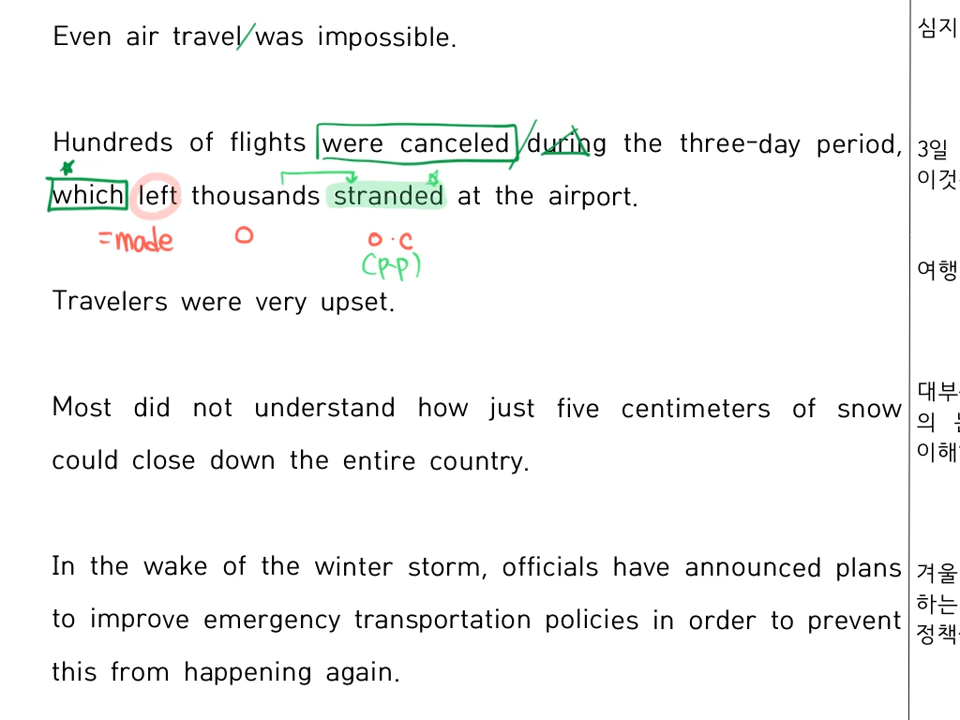 Even air travel was impossible.
심지
Hundreds of flights were canceled during the three-day period,
3일
which left thousands stranded at the airport.
이것
=made O O·C
(p·p)
여행
Travelers were very upset.
Most did not understand how just five centimeters of snow
대부
의
could close down the entire country.
이해
In the wake of the winter storm, officials have announced plans
겨울
to improve emergency transportation policies in order to prevent
하는
정책
this from happening again.